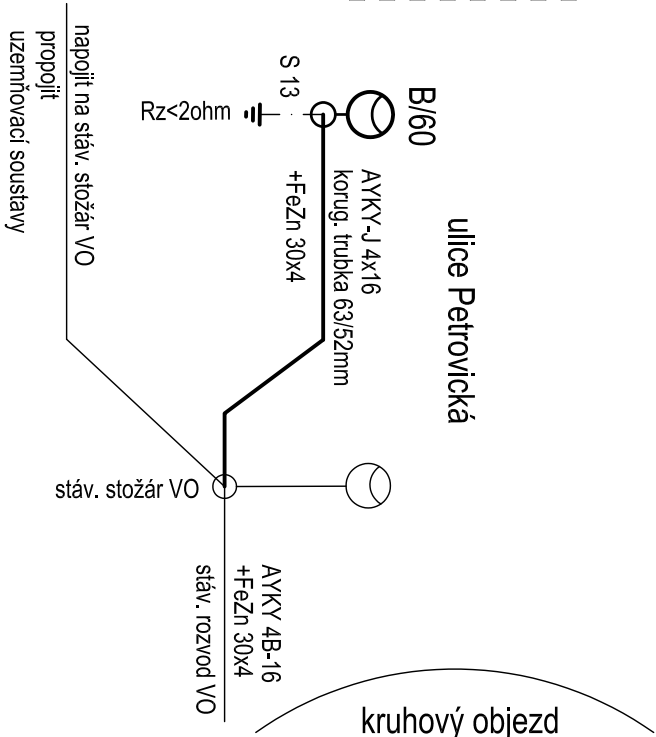 B/60
ulice Petrovická
S 13
Rz<2ohm
AYKY-J 4x16
korug. trubka 63/52mm
+FeZn 30x4
napojit na stáv. stožár VO
propojit
uzemňovací soustavy
stáv. stožár VO
AYKY 4B-16
+FeZn 30x4
stáv. rozvod VO
kruhový objezd